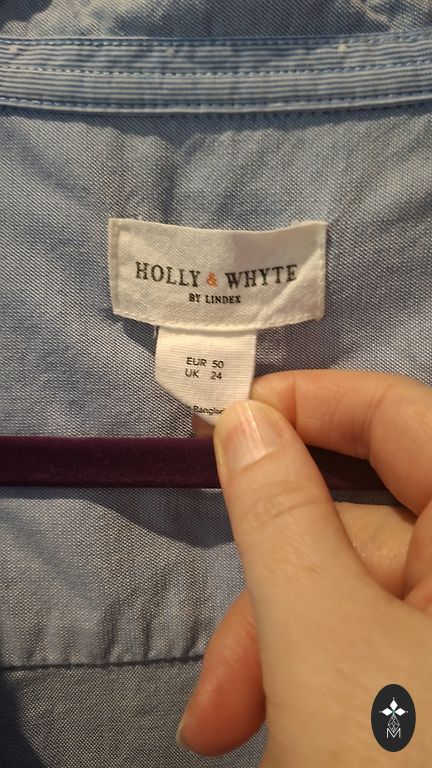 HOLLY & WHYTE
BY LINDEX
EUR 50
UK 24